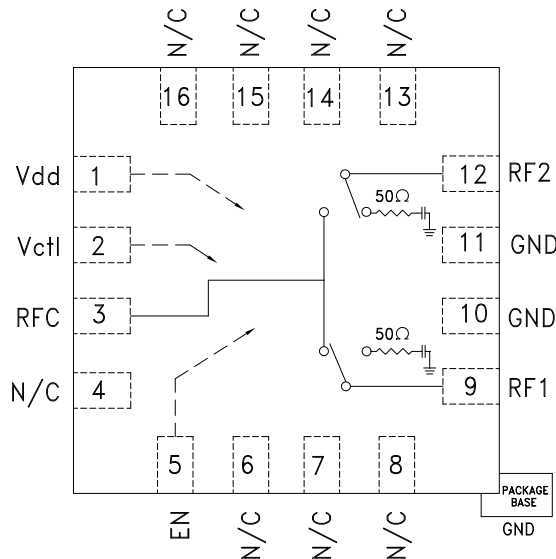 N/C
N/C
N/C
N/C
16
15
14
13
Vdd
1
12
RF2
50Ω
Vctl
2
11
GND
RFC
3
10
GND
50Ω
N/C
4
9
RF1
5
6
7
8
PACKAGE
BASE
EN
N/C
N/C
N/C
GND